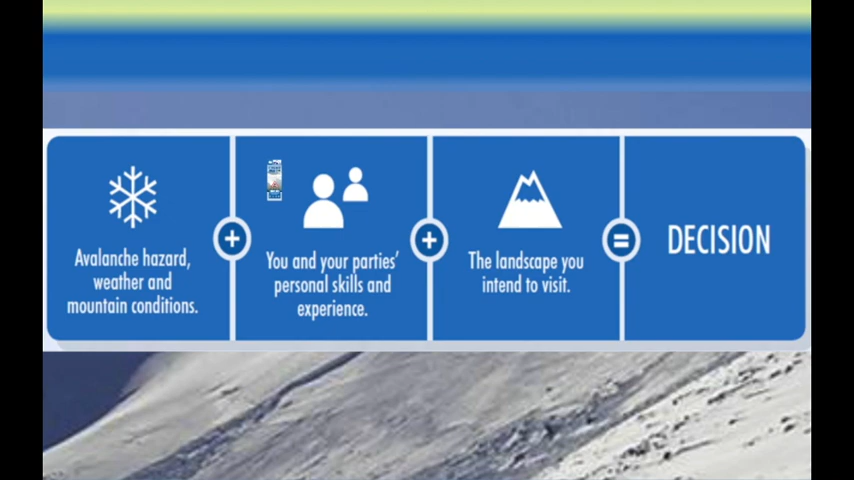 Avalanche hazard,
weather and
mountain conditions.
+
You and your parties’
personal skills and
experience.
+
The landscape you
intend to visit.
=
DECISION